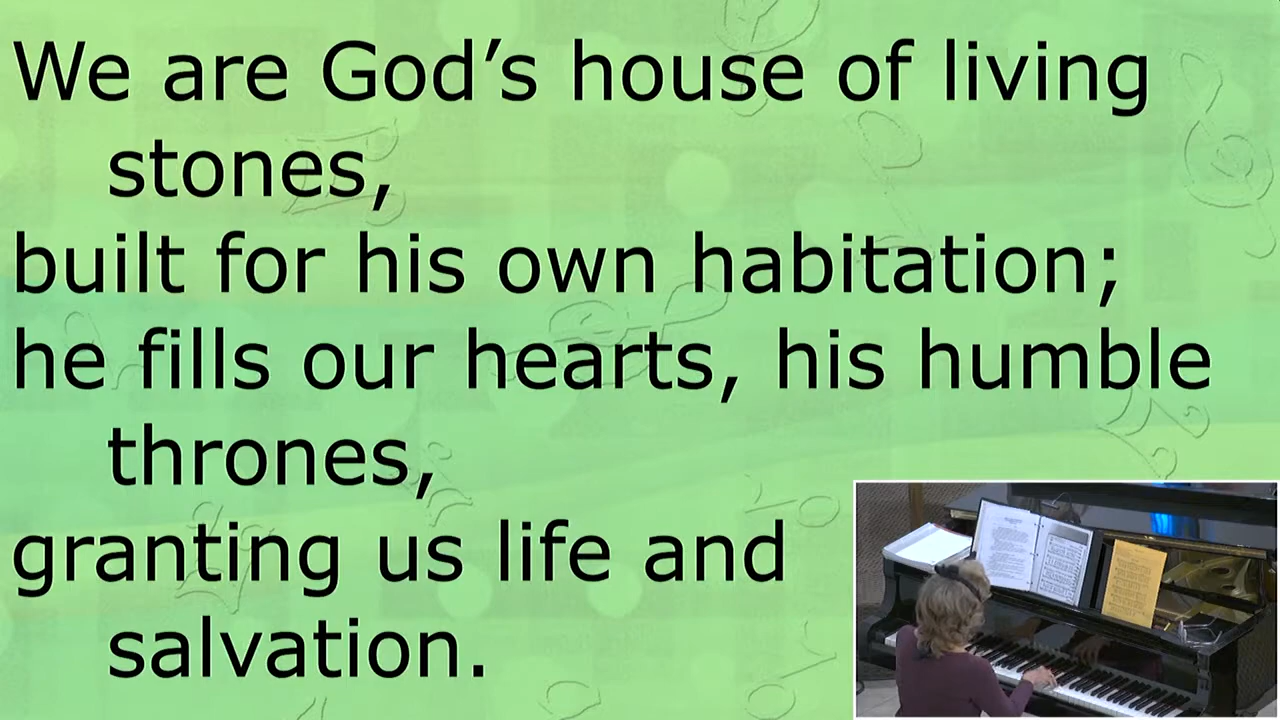 We are God’s house of living
stones,
built for his own habitation;
he fills our hearts, his humble
thrones,
granting us life and
salvation.